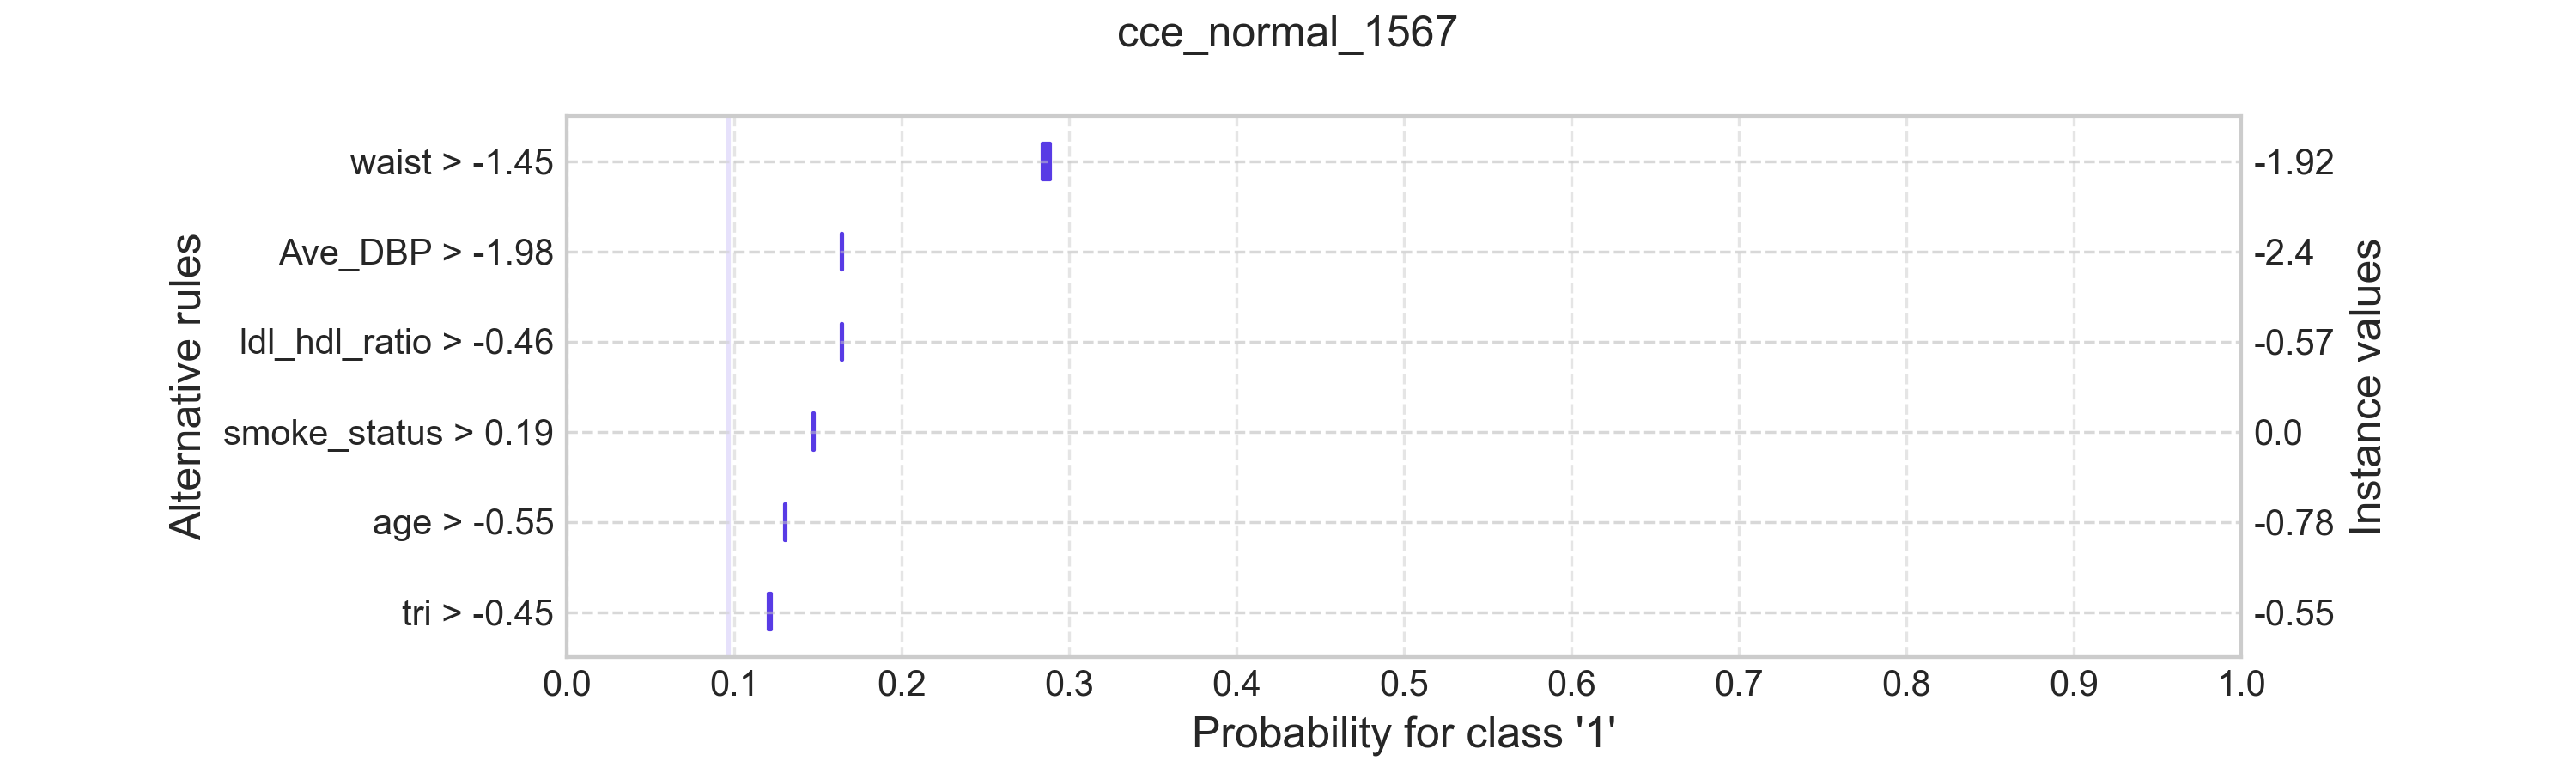 cce_normal_1567
Alternative rules
waist > -1.45
-1.92
Ave_DBP > -1.98
-2.4
ldl_hdl_ratio > -0.46
-0.57
smoke_status > 0.19
0.0
age > -0.55
-0.78
tri > -0.45
-0.55
Instance values
0.0 0.1 0.2 0.3 0.4 0.5 0.6 0.7 0.8 0.9 1.0
Probability for class '1'